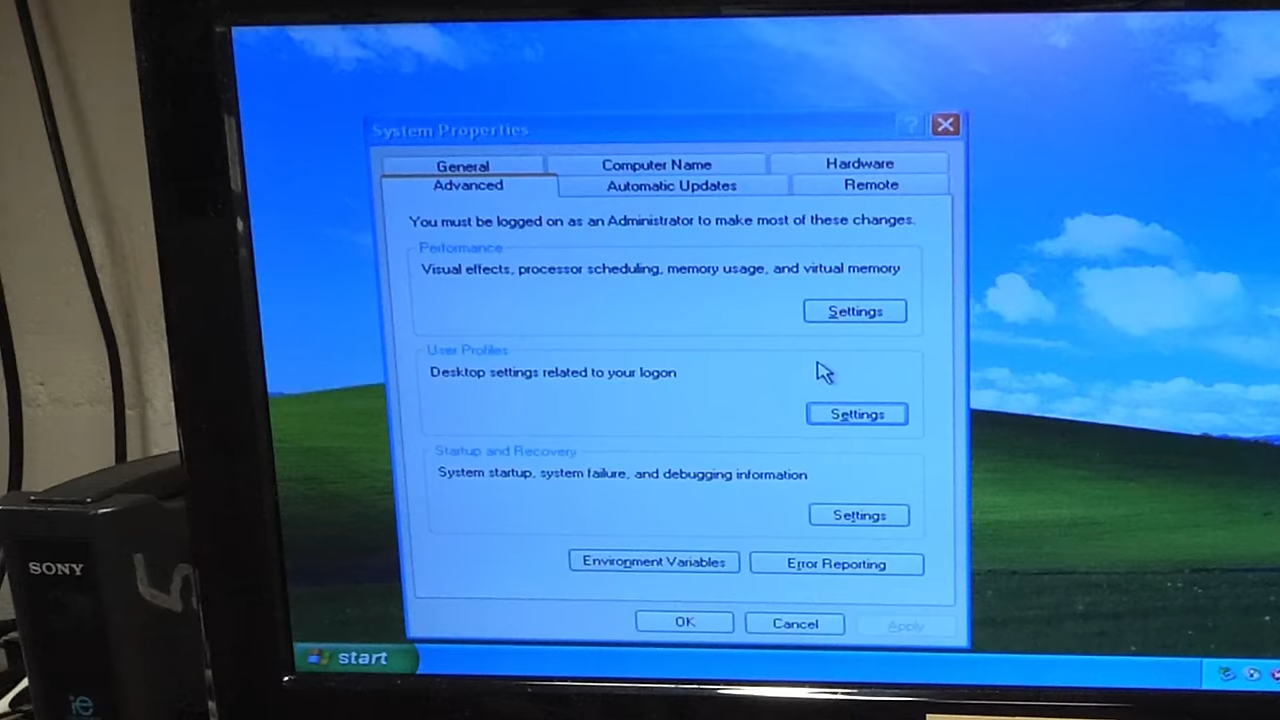 System Properties
General
Computer Name
Hardware
Advanced
Automatic Updates
Remote
You must be logged on as an Administrator to make most of these changes.
Performance
Visual effects, processor scheduling, memory usage, and virtual memory
Settings
User Profiles
Desktop settings related to your logon
Settings
Startup and Recovery
System startup, system failure, and debugging information
Settings
Environment Variables
Error Reporting
OK
Cancel
Apply
start
SONY